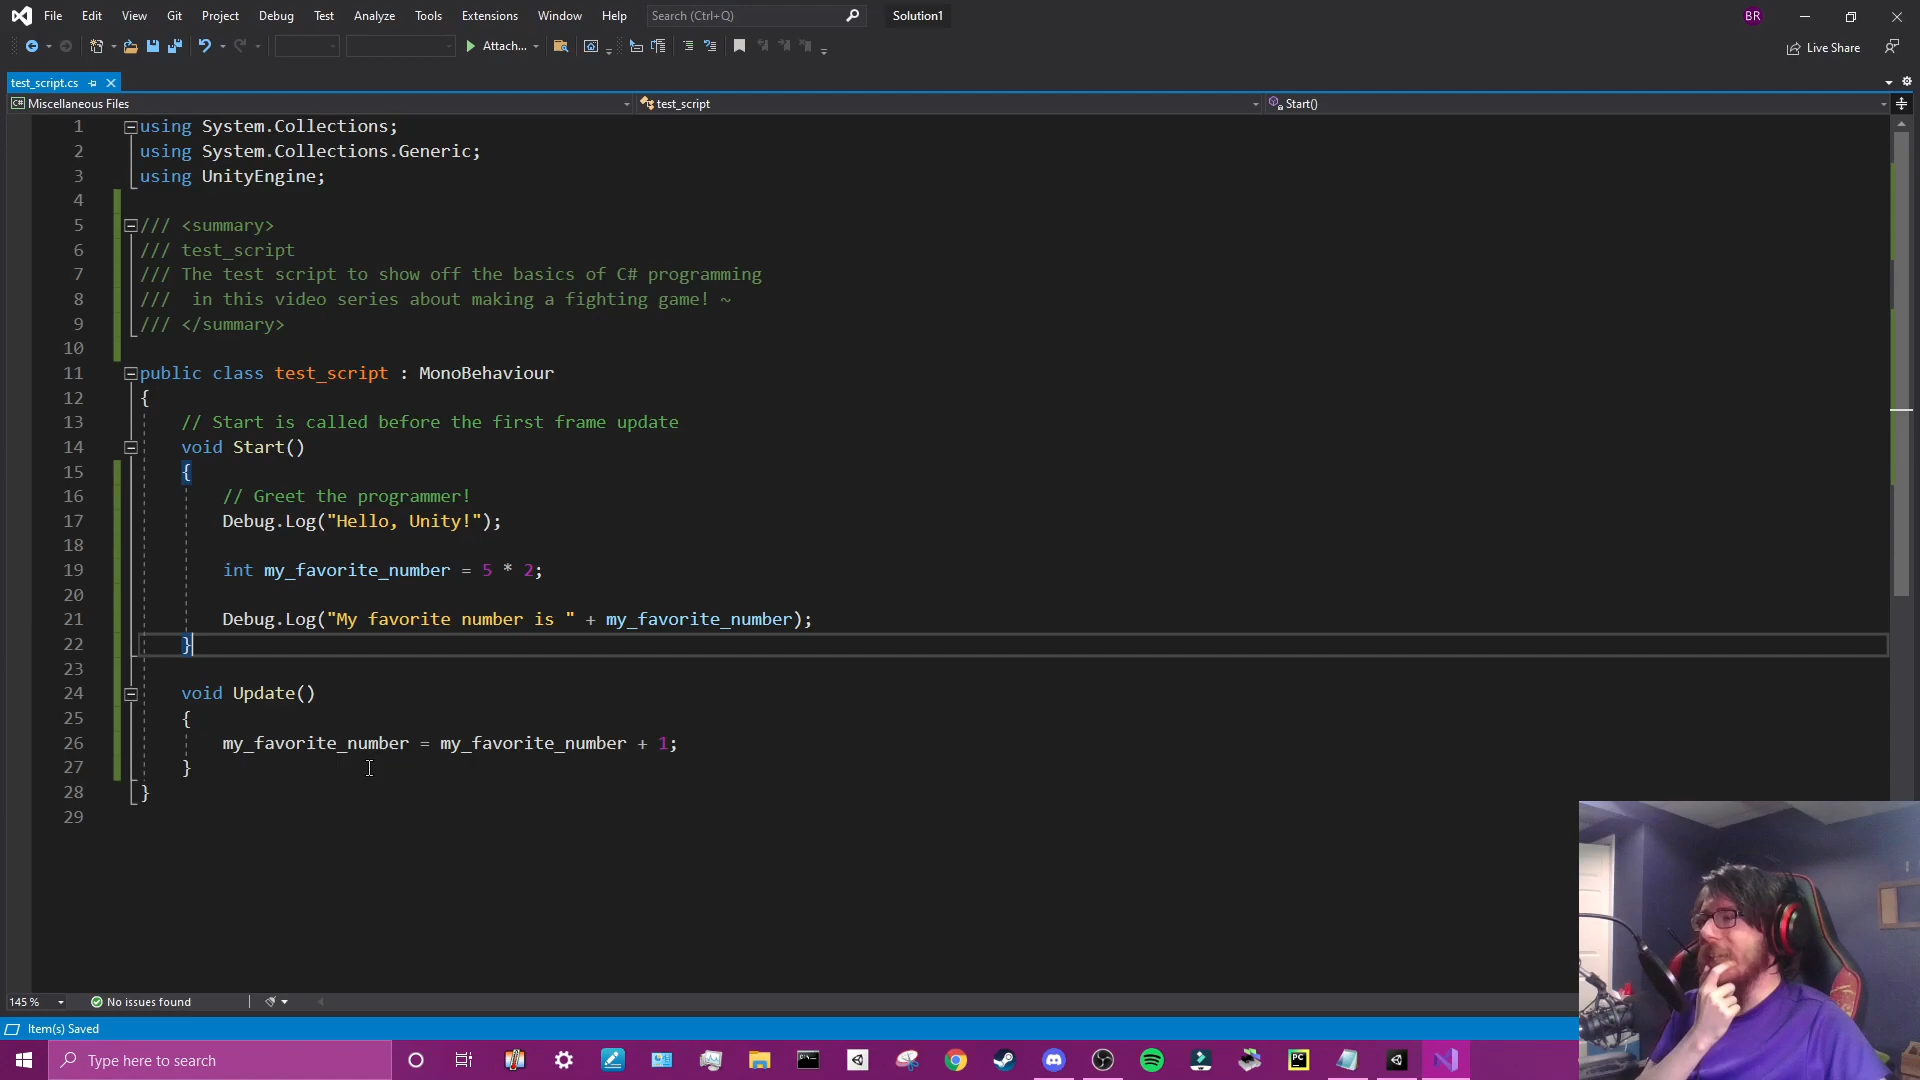 File Edit View Git Project Debug Test Analyze Tools Extensions Window Help Search (Ctrl+Q) Solution1 BR
Attach... Live Share
test_script.cs
C# Miscellaneous Files test_script Start()
1 using System.Collections;
2 using System.Collections.Generic;
3 using UnityEngine;
4
5 /// <summary>
6 /// test_script
7 /// The test script to show off the basics of C# programming
8 /// in this video series about making a fighting game! ~
9 /// </summary>
10
11 public class test_script : MonoBehaviour
12 {
13 // Start is called before the first frame update
14 void Start()
15 {
16 // Greet the programmer!
17 Debug.Log("Hello, Unity!");
18
19 int my_favorite_number = 5 * 2;
20
21 Debug.Log("My favorite number is " + my_favorite_number);
22 }
23
24 void Update()
25 {
26 my_favorite_number = my_favorite_number + 1;
27 }
28 }
29
145 % No issues found
Item(s) Saved
Type here to search PC